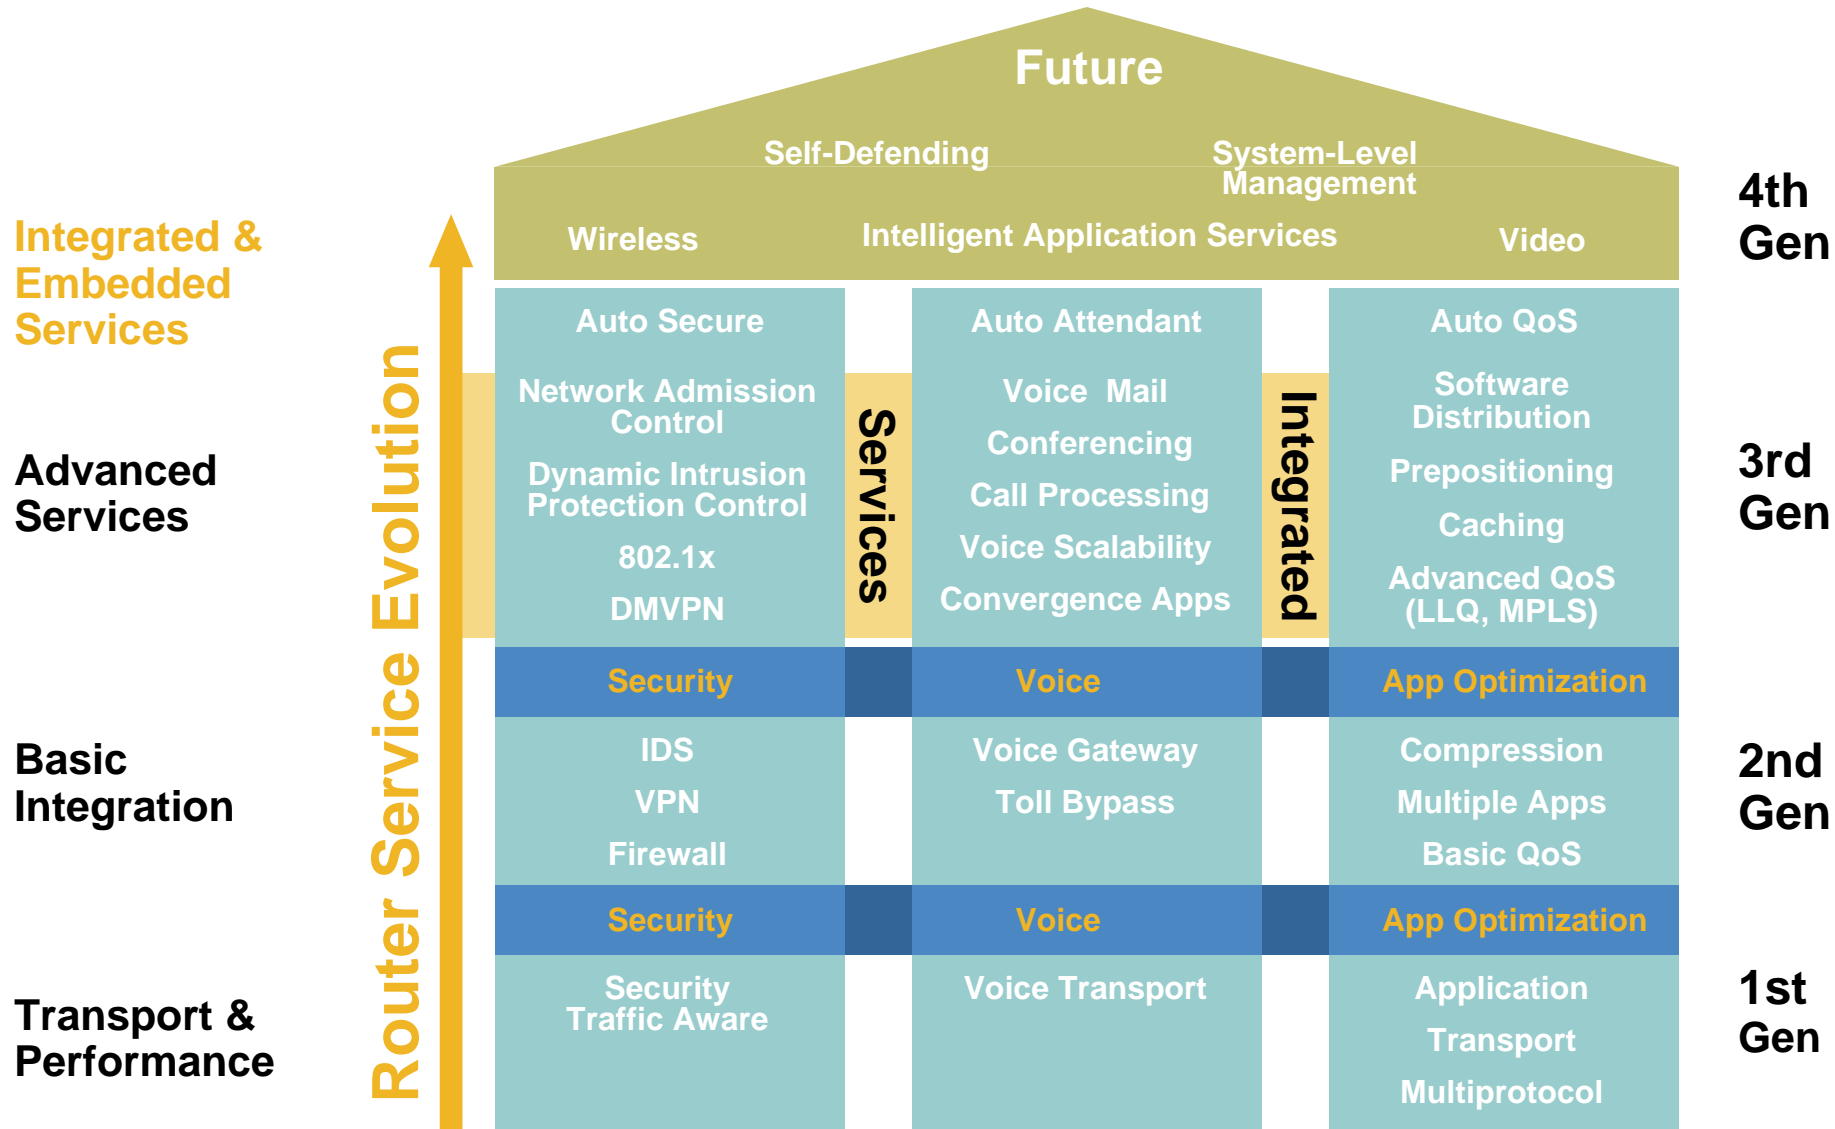 Future
Self-Defending
System-Level
Management
Wireless
Intelligent Application Services
Video
4th
Gen
Integrated &
Embedded
Services
Router Service Evolution
Auto Secure
Auto Attendant
Auto QoS
Advanced
Services
Network Admission
Control
Dynamic Intrusion
Protection Control
802.1x
DMVPN
Services
Voice Mail
Conferencing
Call Processing
Voice Scalability
Convergence Apps
Integrated
Software
Distribution
Prepositioning
Caching
Advanced QoS
(LLQ, MPLS)
3rd
Gen
Security
Voice
App Optimization
Basic
Integration
IDS
VPN
Firewall
Voice Gateway
Toll Bypass
Compression
Multiple Apps
Basic QoS
2nd
Gen
Security
Voice
App Optimization
Transport &
Performance
Security
Traffic Aware
Voice Transport
Application
Transport
Multiprotocol
1st
Gen